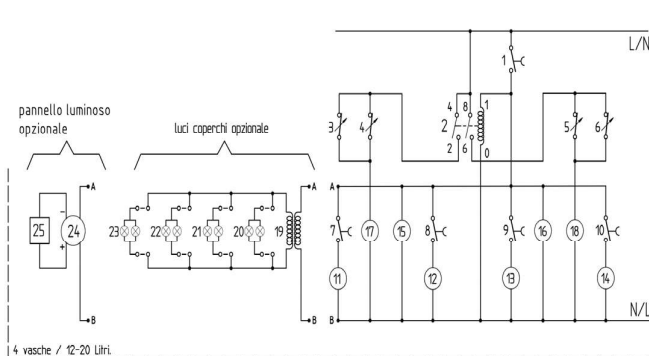 L/N
1
4 8 1
3 4 2 5 6
2 6 0
pannello luminoso
opzionale
luci coperchi opzionale
A A A
25 - 24 + 23 22 21 20 19 7 17 15 8 9 16 18 10
11 12 13 14
N/L
B B B
4 vasche / 12-20 Litri.